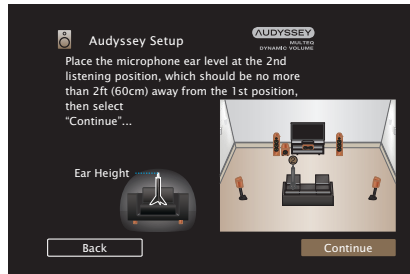 Audyssey Setup
AUDYSSEY
MULTEQ
DYNAMIC VOLUME
Place the microphone ear level at the 2nd
listening position, which should be no more
than 2ft (60cm) away from the 1st position,
then select
“Continue”...
Ear Height
Back
Continue